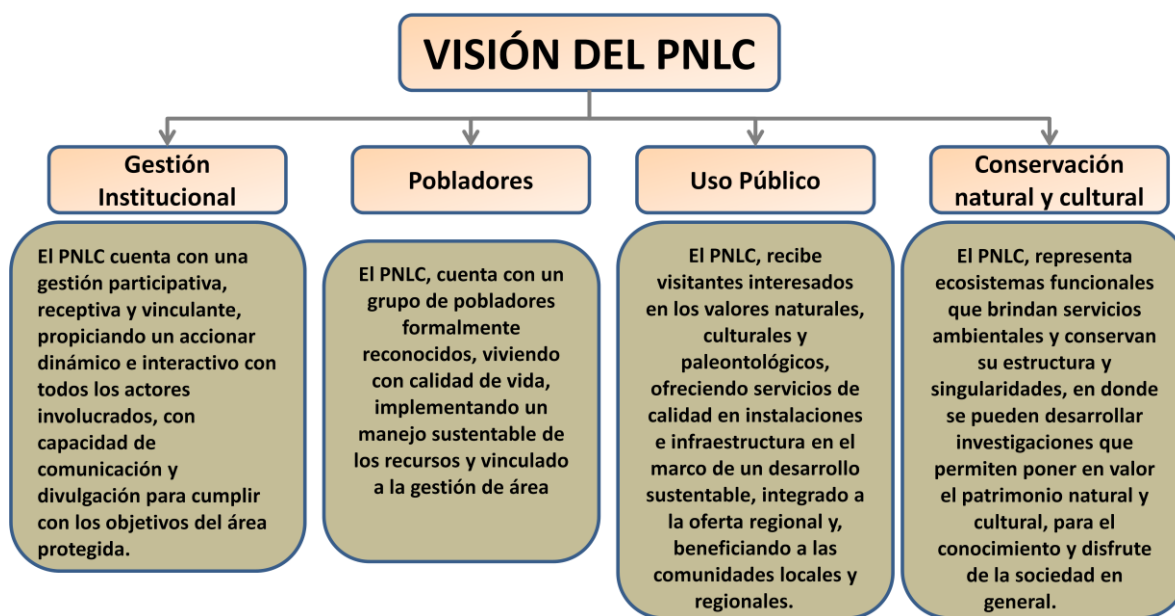 VISIÓN DEL PNLC
Gestión
Institucional
El PNLC cuenta con una
gestión participativa,
receptiva y vinculante,
propiciando un accionar
dinámico e interactivo con
todos los actores
involucrados, con
capacidad de
comunicación y
divulgación para cumplir
con los objetivos del área
protegida.
Pobladores
El PNLC, cuenta con un
grupo de pobladores
formalmente
reconocidos, viviendo
con calidad de vida,
implementando un
manejo sustentable de
los recursos y vinculado
a la gestión de área
Uso Público
El PNLC, recibe
visitantes interesados
en los valores naturales,
culturales y
paleontológicos,
ofreciendo servicios de
calidad en instalaciones
e infraestructura en el
marco de un desarrollo
sustentable, integrado a
la oferta regional y,
beneficiando a las
comunidades locales y
regionales.
Conservación
natural y cultural
El PNLC, representa
ecosistemas funcionales
que brindan servicios
ambientales y conservan
su estructura y
singularidades, en donde
se pueden desarrollar
investigaciones que
permiten poner en valor
el patrimonio natural y
cultural, para el
conocimiento y disfrute
de la sociedad en
general.